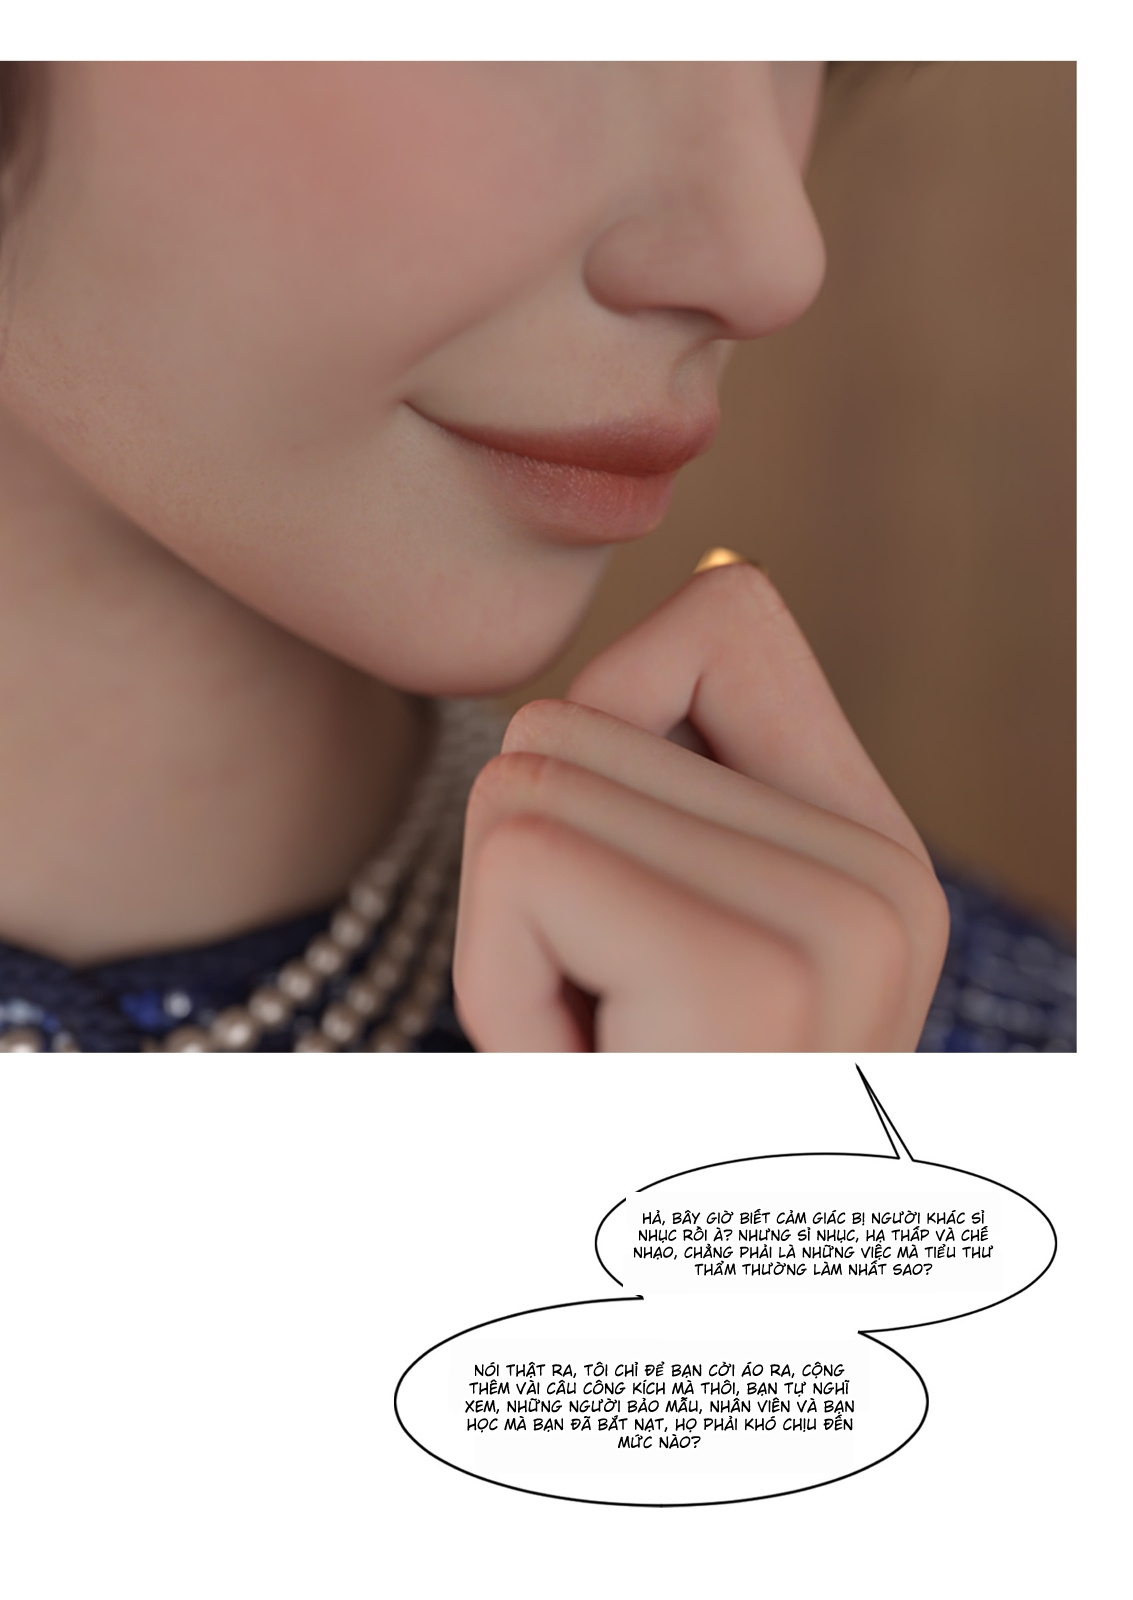 HẢ, BÂY GIỜ BIẾT CẢM GIÁC BỊ NGƯỜI KHÁC SỈ
NHỤC RỒI À? NHƯNG SỈ NHỤC, HẠ THẤP VÀ CHẾ
NHẠO, CHẲNG PHẢI LÀ NHỮNG VIỆC MÀ TIỂU THƯ
THẨM THƯỜNG LÀM NHẤT SAO?
NÓI THẬT RA, TÔI CHỈ ĐỂ BẠN CỞI ÁO RA, CỘNG
THÊM VÀI CÂU CÔNG KÍCH MÀ THÔI, BẠN TỰ NGHĨ
XEM, NHỮNG NGƯỜI BẢO MẪU, NHÂN VIÊN VÀ BẠN
HỌC MÀ BẠN ĐÃ BẮT NẠT, HỌ PHẢI KHÓ CHỊU ĐẾN
MỨC NÀO?